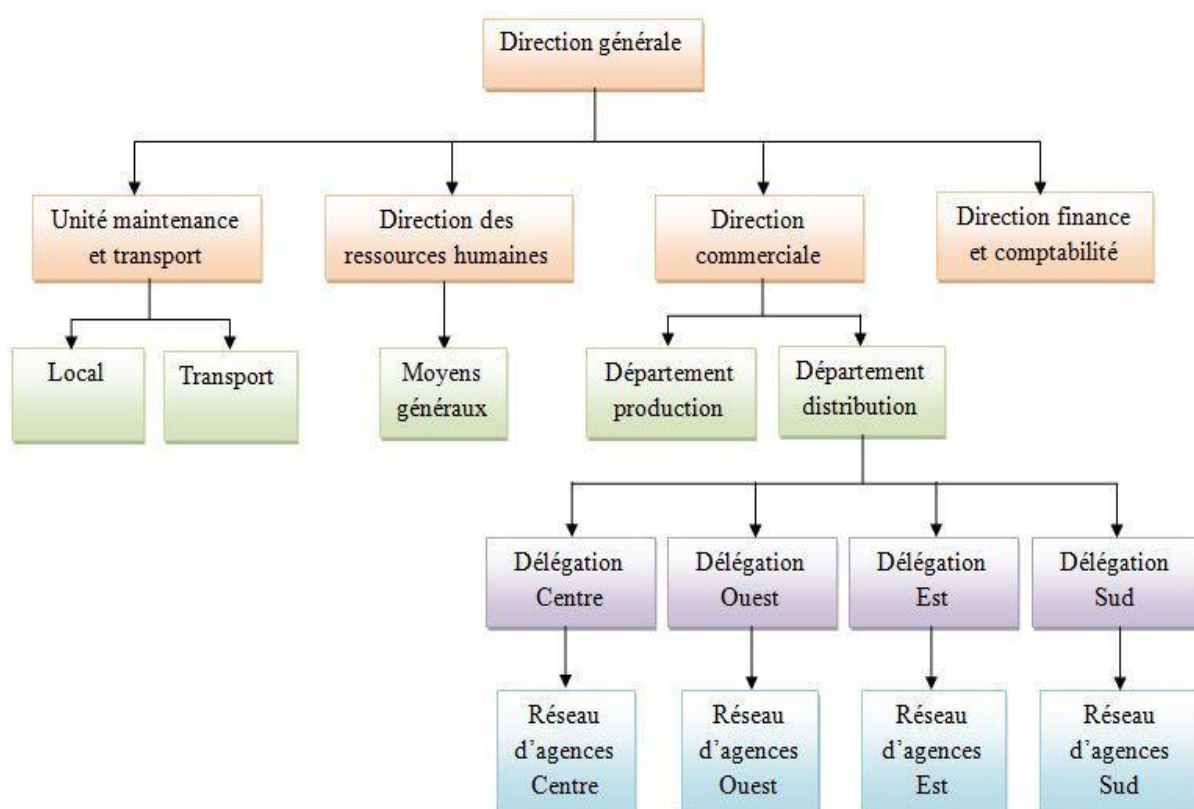 Direction générale
Unité maintenance
et transport
Direction des
ressources humaines
Direction
commerciale
Direction finance
et comptabilité
Local
Transport
Moyens
généraux
Département
production
Département
distribution
Délégation
Centre
Délégation
Ouest
Délégation
Est
Délégation
Sud
Réseau
d'agences
Centre
Réseau
d'agences
Ouest
Réseau
d'agences
Est
Réseau
d'agences
Sud